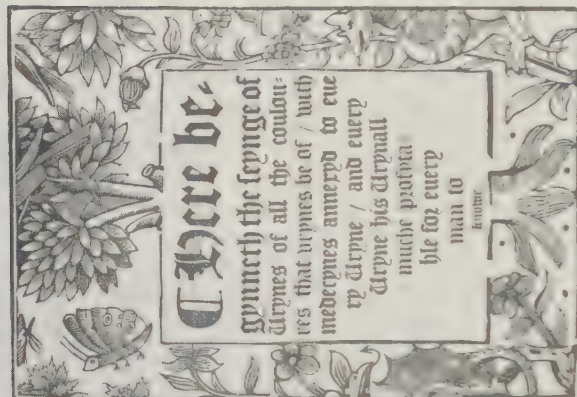 ☾ Here be-
gynneth the seynge of
Urynes of all the coulou-
res that urynes be of / with
medecynes annexyd to eue
ry Uryne / and euery
Uryne his Urynall
muche profyta-
ble for euery
man to
knowe